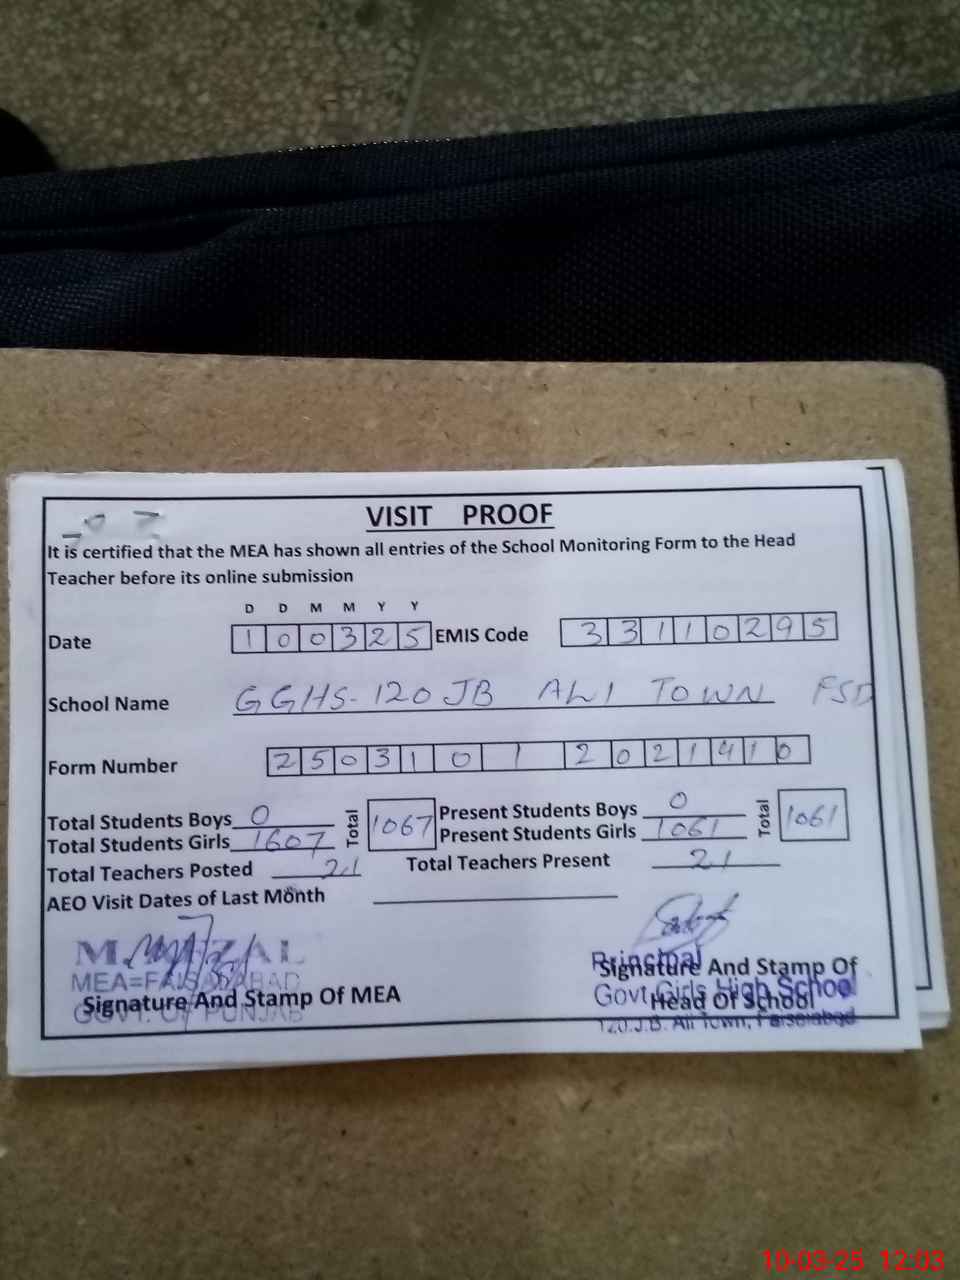 VISIT PROOF
It is certified that the MEA has shown all entries of the School Monitoring Form to the Head
Teacher before its online submission
D D M M Y Y
Date 1 0 0 3 2 5 EMIS Code 3 3 1 1 0 2 9 5
School Name GGHS-120 JB ALI TOWN FSD
Form Number 2 5 0 3 1 0 1 2 0 2 1 4 1 0
Total Students Boys 0 Total 1067 Present Students Boys 0 Total 1061
Total Students Girls 1607 Present Students Girls 1061
Total Teachers Posted 21 Total Teachers Present 21
AEO Visit Dates of Last Month
MEA=FAISALABAD
Signature And Stamp Of MEA
GOVT. OF PUNJAB
Principal
Signature And Stamp Of
Govt Girls High School
Head Of School
120.J.B. Ali Town, Faisalabad
10-03-25 12:03